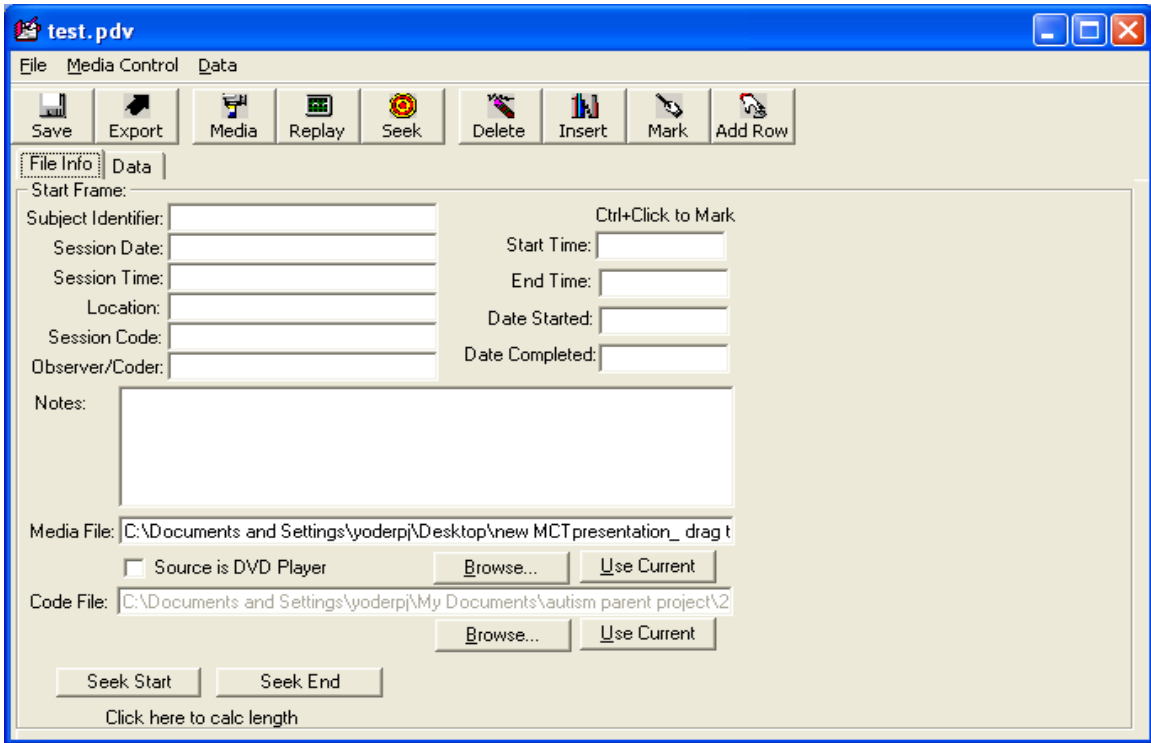 test.pdv
File Media Control Data
Save Export Media Replay Seek Delete Insert Mark Add Row
File Info Data
Start Frame:
Subject Identifier: Ctrl+Click to Mark
Session Date: Start Time:
Session Time: End Time:
Location: Date Started:
Session Code: Date Completed:
Observer/Coder:
Notes:
Media File: C:\Documents and Settings\yoderpj\Desktop\new MCTpresentation_ drag t
Source is DVD Player Browse... Use Current
Code File: C:\Documents and Settings\yoderpj\My Documents\autism parent project\2
Browse... Use Current
Seek Start Seek End
Click here to calc length